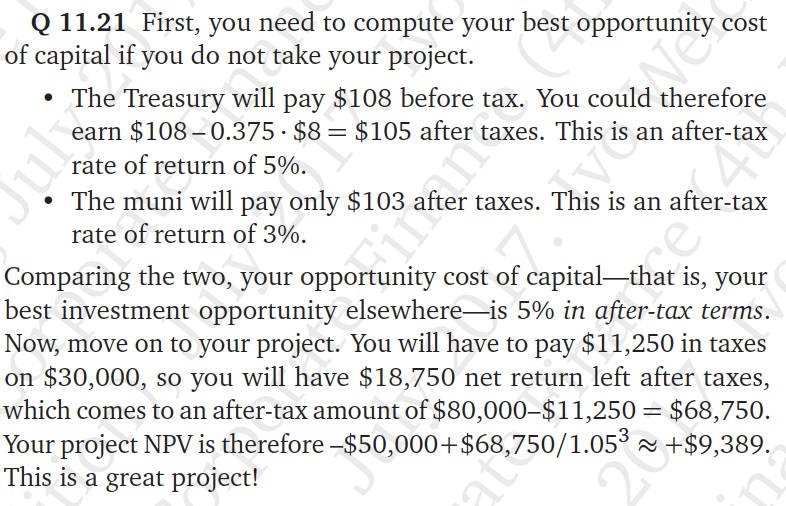 Q 11.21 First, you need to compute your best opportunity cost
of capital if you do not take your project.
• The Treasury will pay $108 before tax. You could therefore
earn $108 – 0.375 · $8 = $105 after taxes. This is an after-tax
rate of return of 5%.
• The muni will pay only $103 after taxes. This is an after-tax
rate of return of 3%.
Comparing the two, your opportunity cost of capital—that is, your
best investment opportunity elsewhere—is 5% in after-tax terms.
Now, move on to your project. You will have to pay $11,250 in taxes
on $30,000, so you will have $18,750 net return left after taxes,
which comes to an after-tax amount of $80,000–$11,250 = $68,750.
Your project NPV is therefore –$50,000+$68,750/1.05³ ≈ +$9,389.
This is a great project!